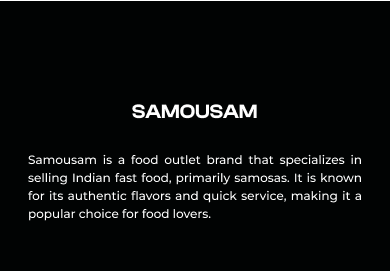 SAMOUSAM
Samousam is a food outlet brand that specializes in
selling Indian fast food, primarily samosas. It is known
for its authentic flavors and quick service, making it a
popular choice for food lovers.